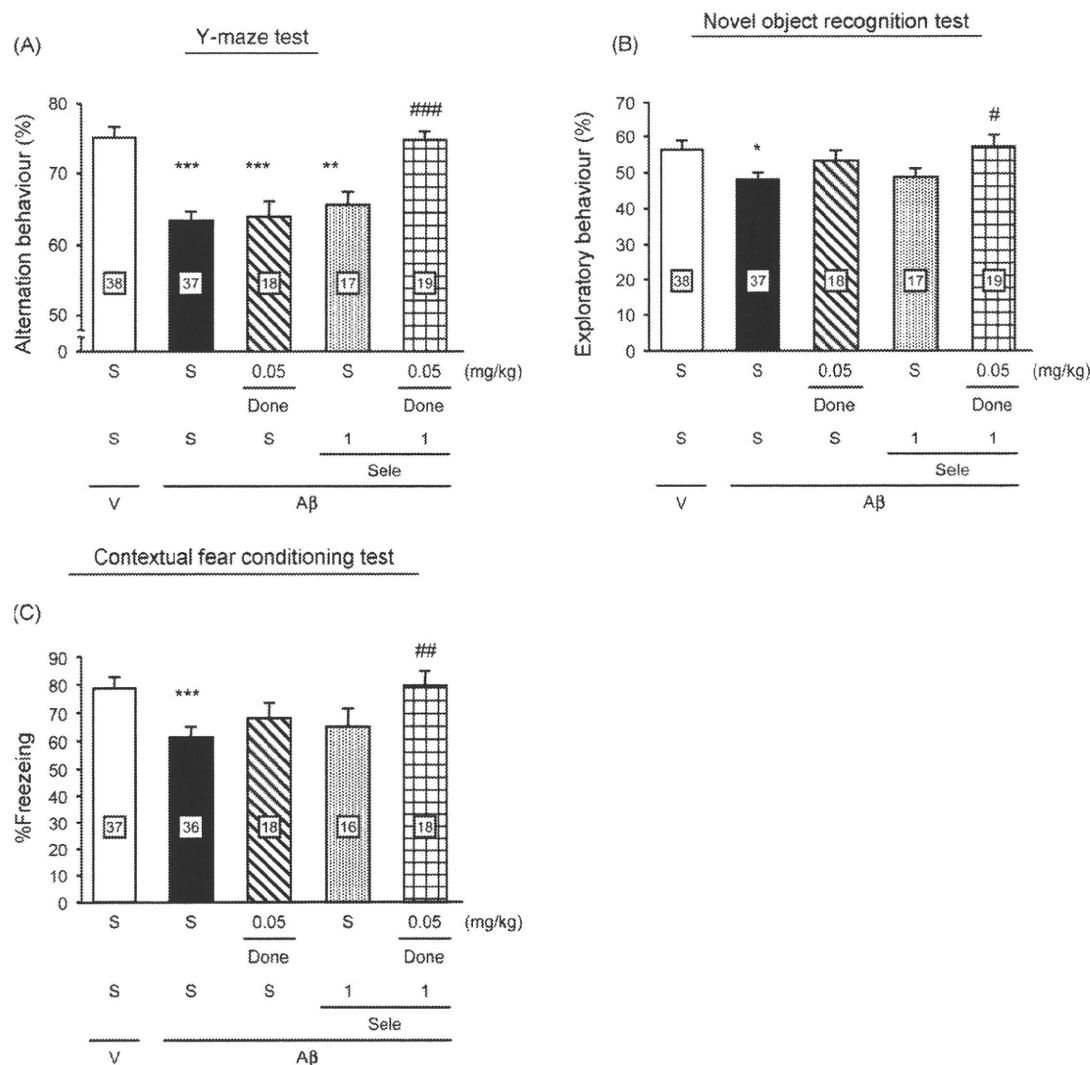 (A)
Y-maze test
Alternation behaviour (%)
80
70
60
50
0
***
***
**
###
38
37
18
17
19
S
S
0.05
S
0.05
(mg/kg)
Done
Done
S
S
S
1
1
Sele
V
Aβ
(B)
Novel object recognition test
Exploratory behaviour (%)
70
60
50
40
30
20
10
0
*
#
38
37
18
17
19
S
S
0.05
S
0.05
(mg/kg)
Done
Done
S
S
S
1
1
Sele
V
Aβ
Contextual fear conditioning test
(C)
%Freezeing
90
80
70
60
50
40
30
20
10
0
***
##
37
36
18
16
18
S
S
0.05
S
0.05
(mg/kg)
Done
Done
S
S
S
1
1
Sele
V
Aβ